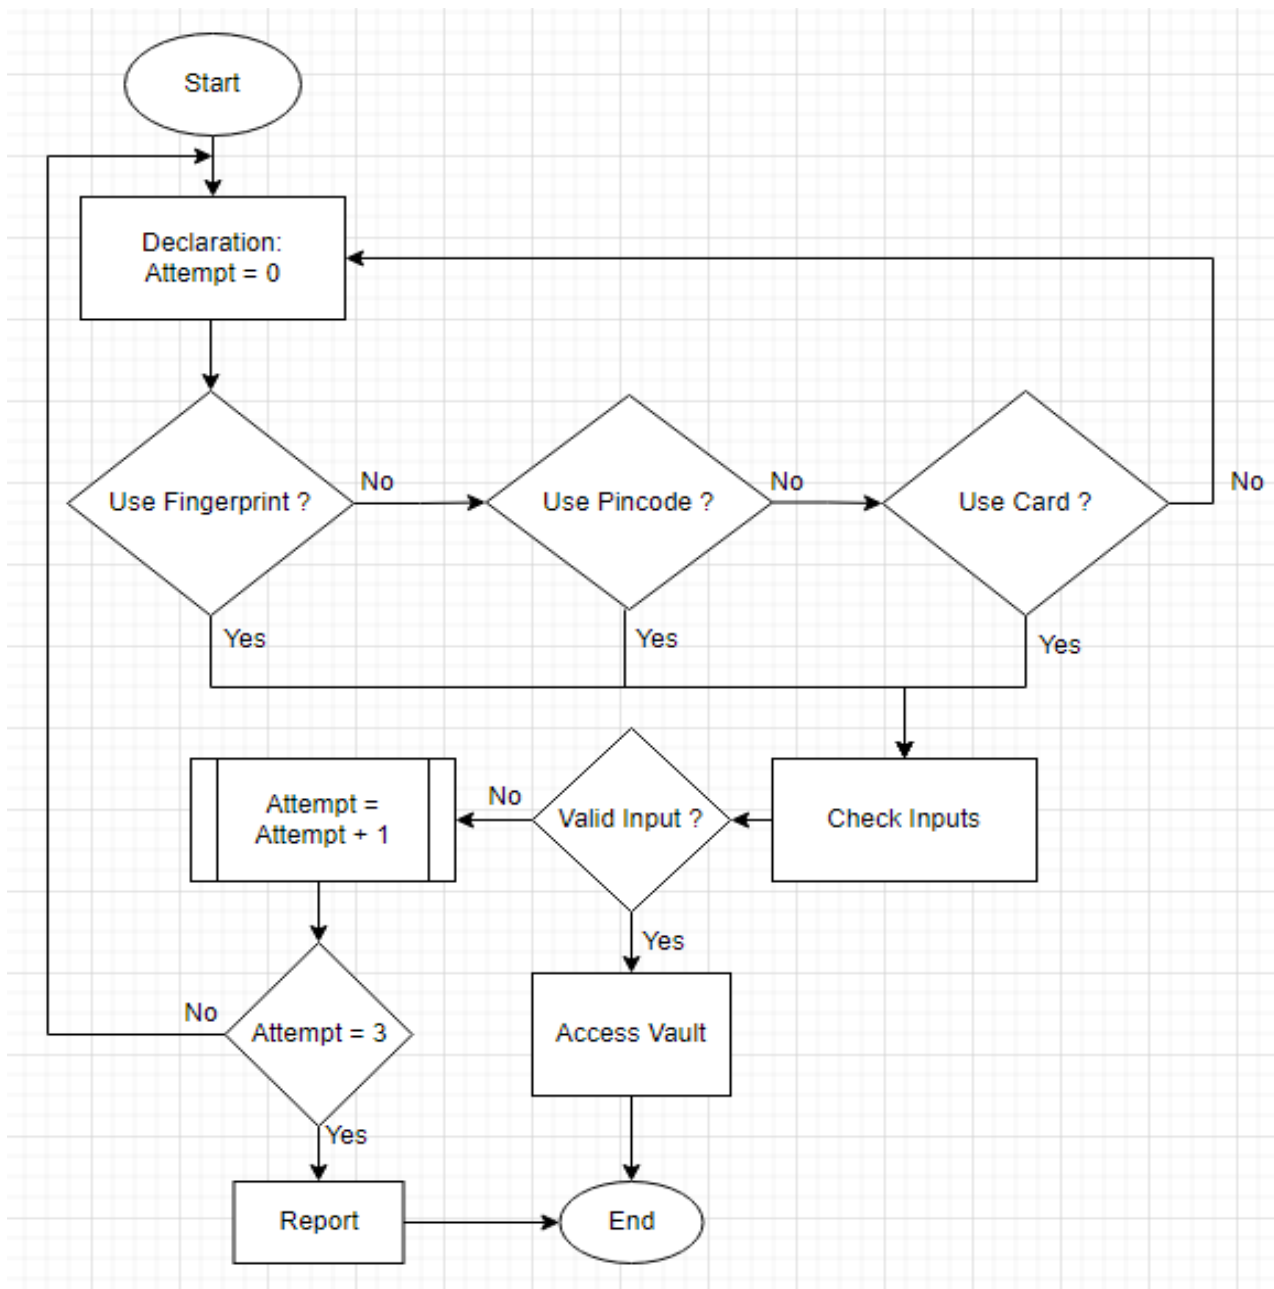 Start
Declaration:
Attempt = 0
Use Fingerprint ?
No
Use Pincode ?
No
Use Card ?
No
Yes
Yes
Yes
Attempt =
Attempt + 1
No
Valid Input ?
Check Inputs
Yes
No
Attempt = 3
Access Vault
Yes
Report
End